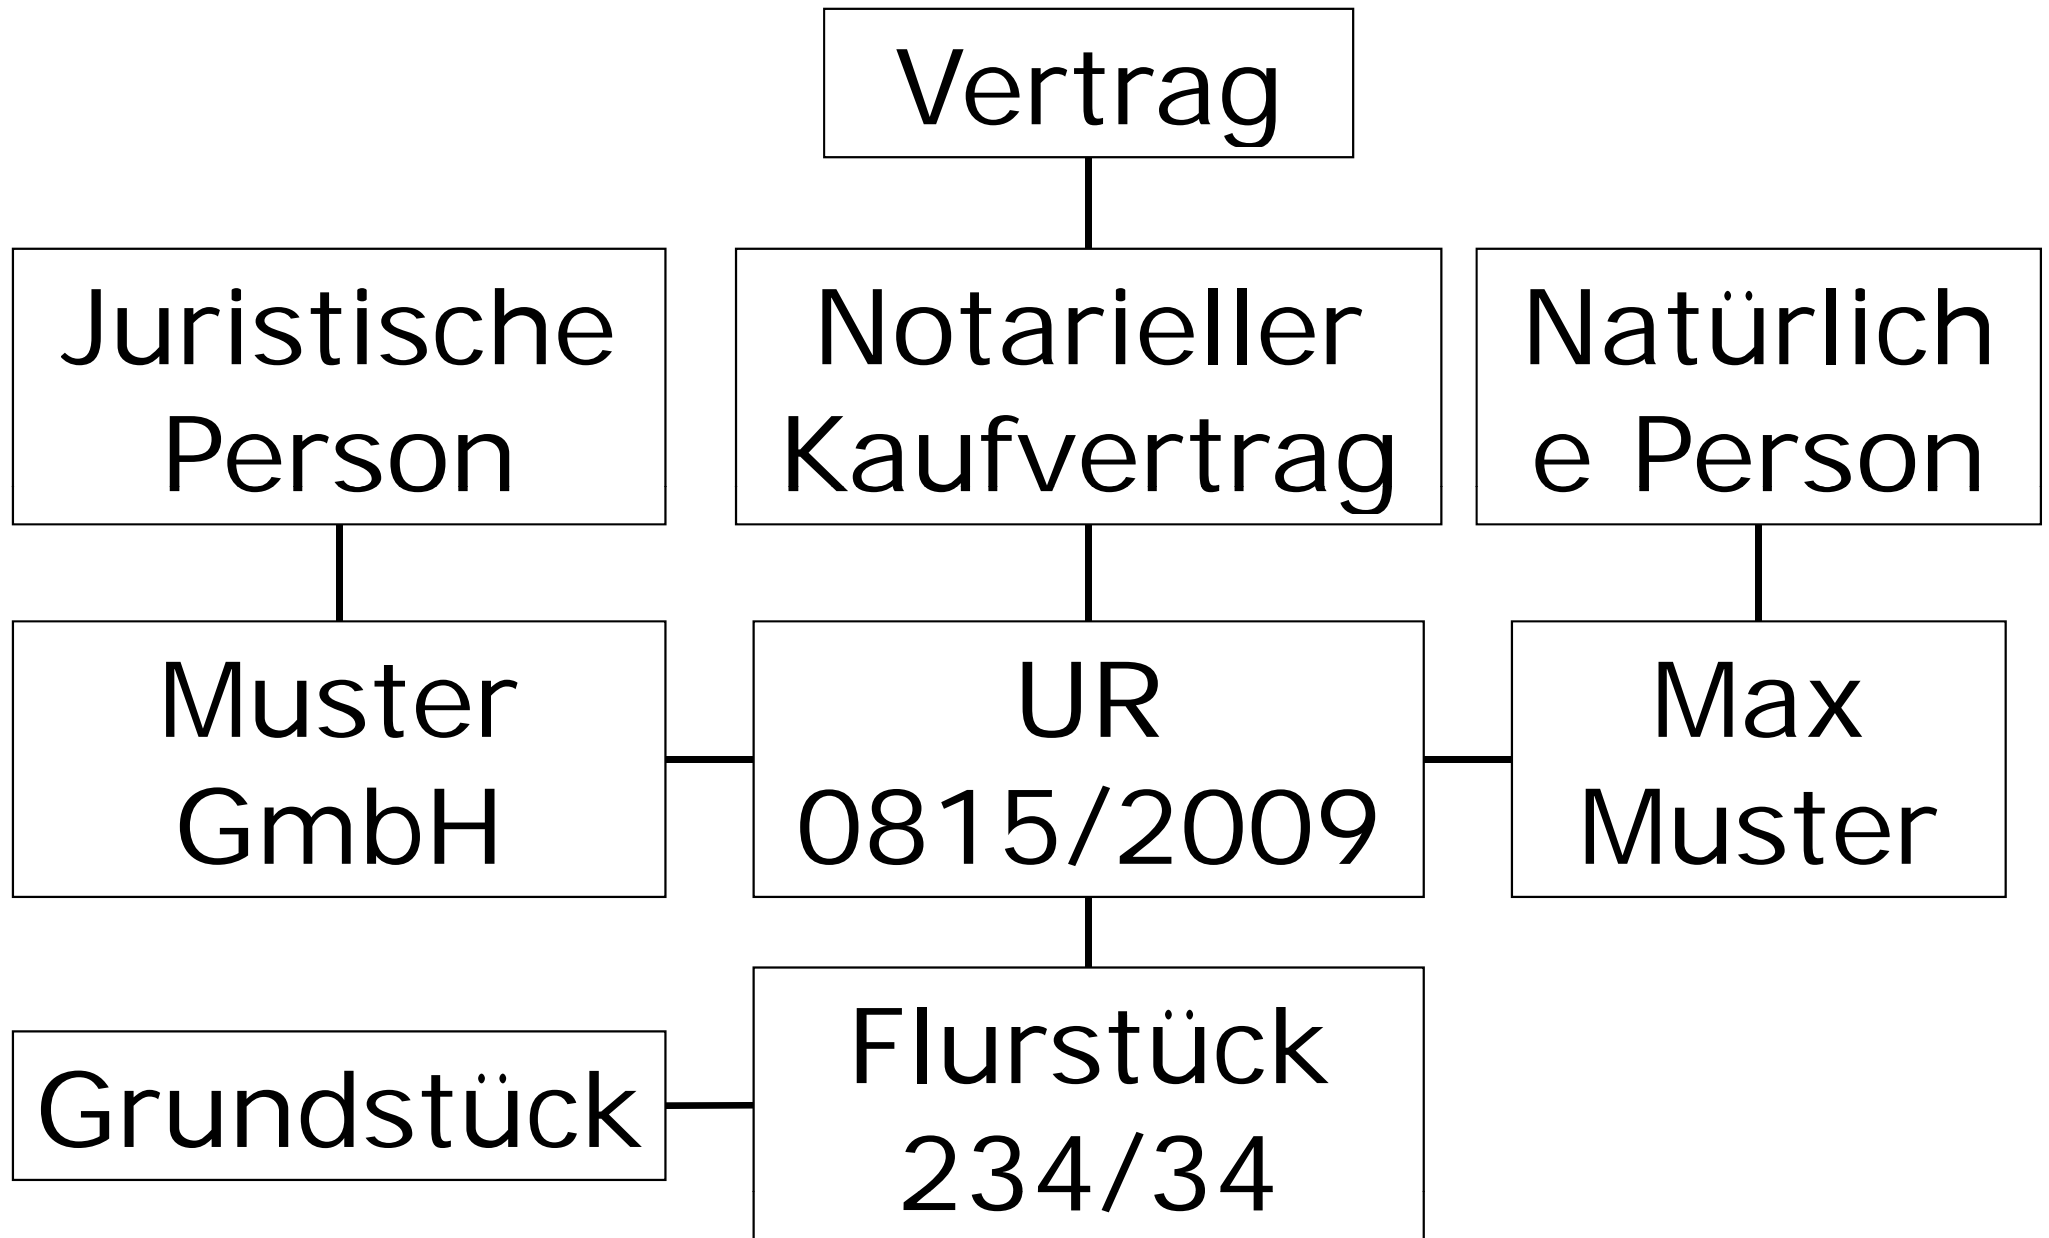 Vertrag
Juristische
Person
Notarieller
Kaufvertrag
Natürlich
e Person
Muster
GmbH
UR
0815/2009
Max
Muster
Grundstück
Flurstück
234/34